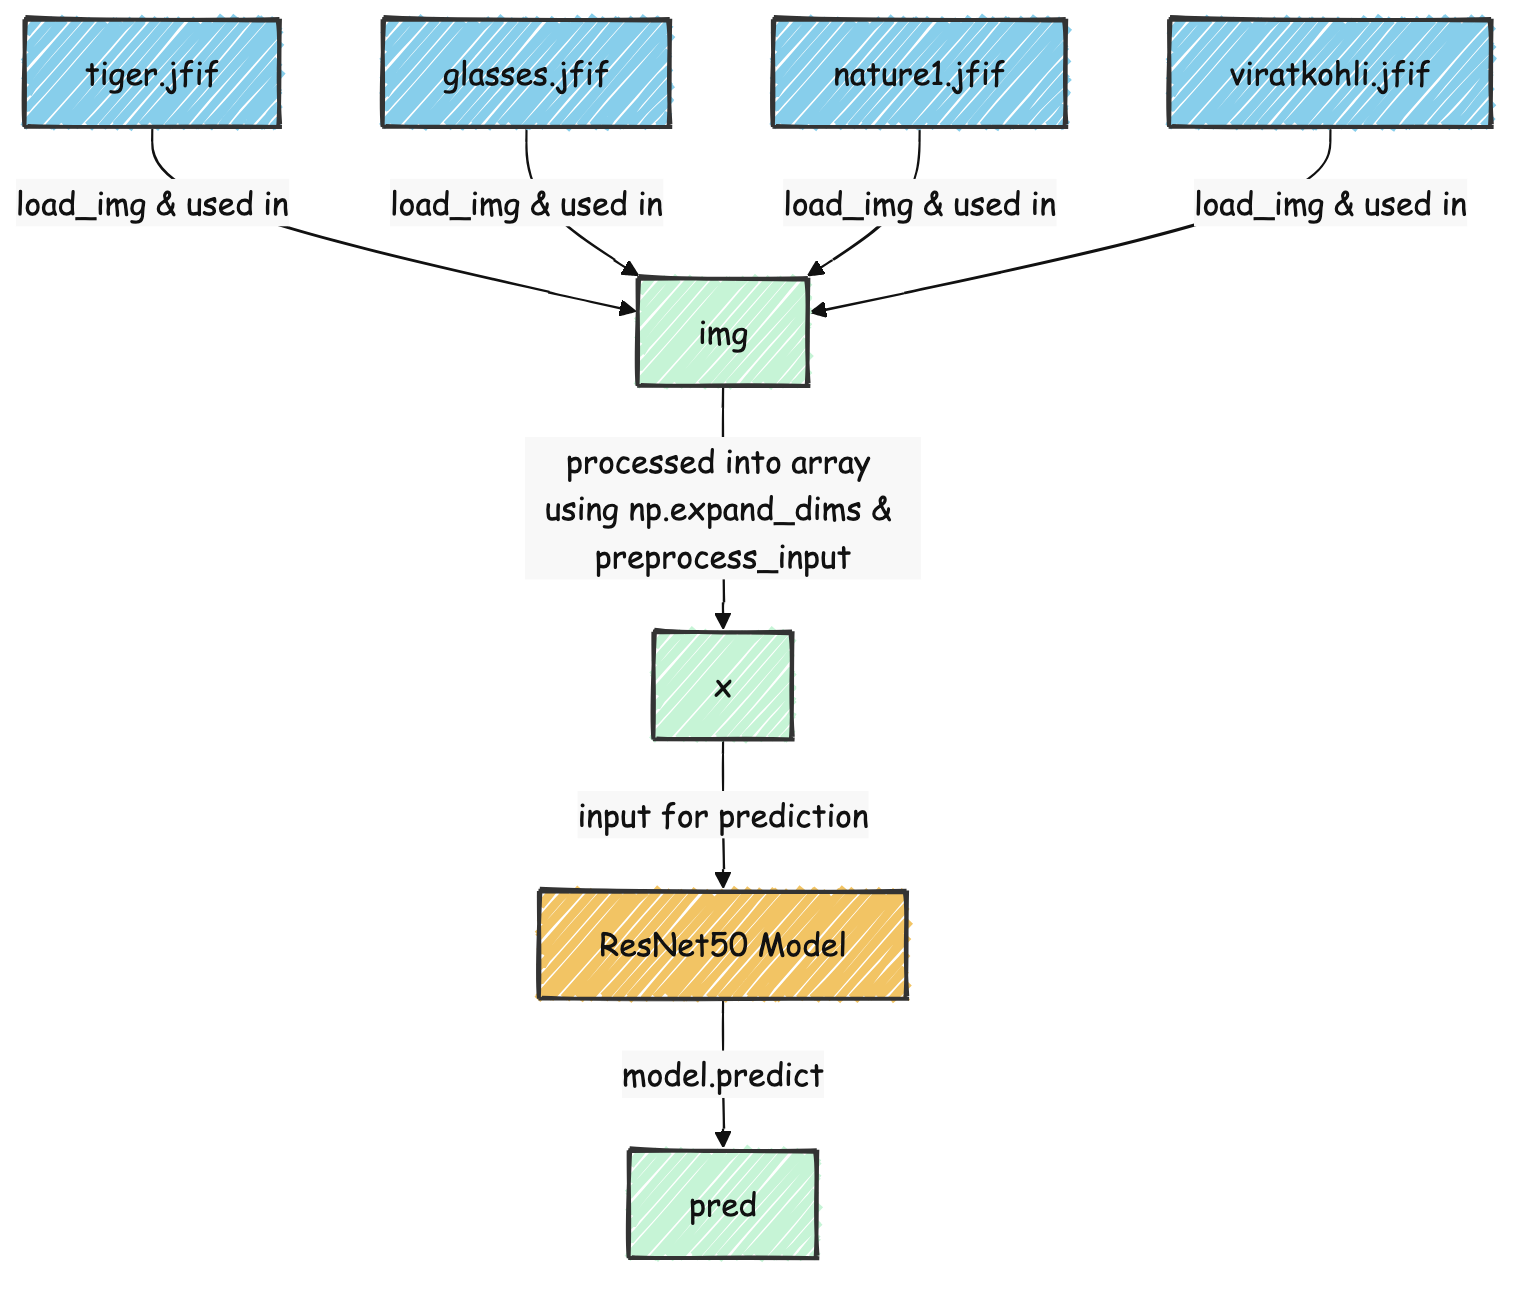 tiger.jfif
glasses.jfif
nature1.jfif
viratkohli.jfif
load_img & used in
load_img & used in
load_img & used in
load_img & used in
img
processed into array
using np.expand_dims &
preprocess_input
x
input for prediction
ResNet50 Model
model.predict
pred